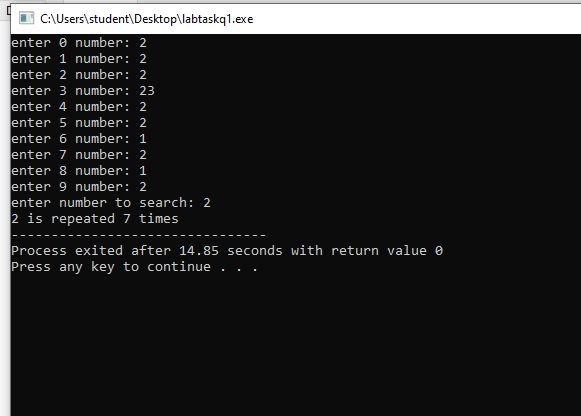 C:\Users\student\Desktop\labtaskq1.exe
enter 0 number: 2
enter 1 number: 2
enter 2 number: 2
enter 3 number: 23
enter 4 number: 2
enter 5 number: 2
enter 6 number: 1
enter 7 number: 2
enter 8 number: 1
enter 9 number: 2
enter number to search: 2
2 is repeated 7 times
--------------------------------
Process exited after 14.85 seconds with return value 0
Press any key to continue . . .